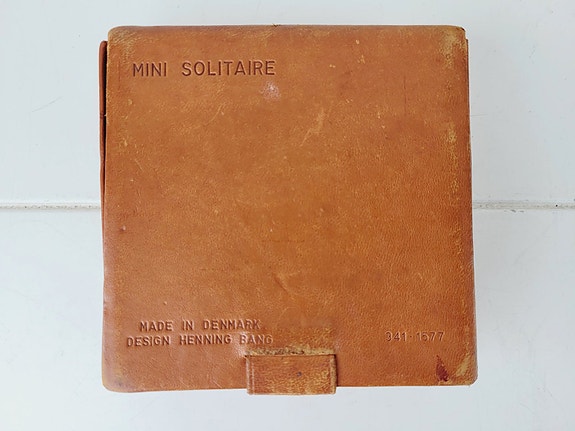 MINI SOLITAIRE
MADE IN DENMARK
DESIGN HENNING BANG
341-1577